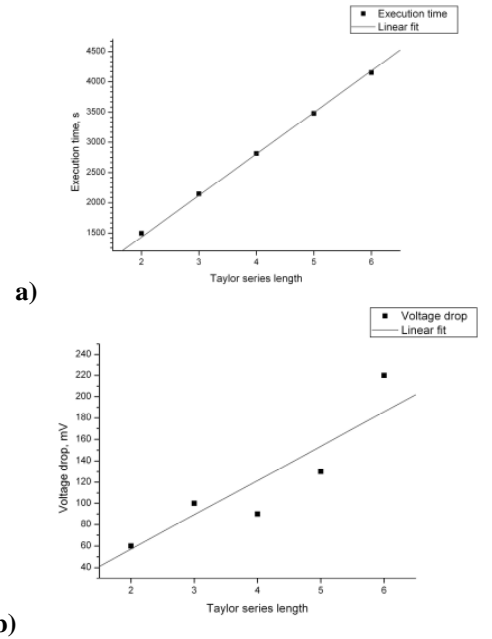 Execution time
Linear fit
4500
4000
3500
3000
2500
2000
1500
Execution time, s
2 3 4 5 6
Taylor series length
a)
Voltage drop
Linear fit
240
220
200
180
160
140
120
100
80
60
40
Voltage drop, mV
2 3 4 5 6
Taylor series length
b)